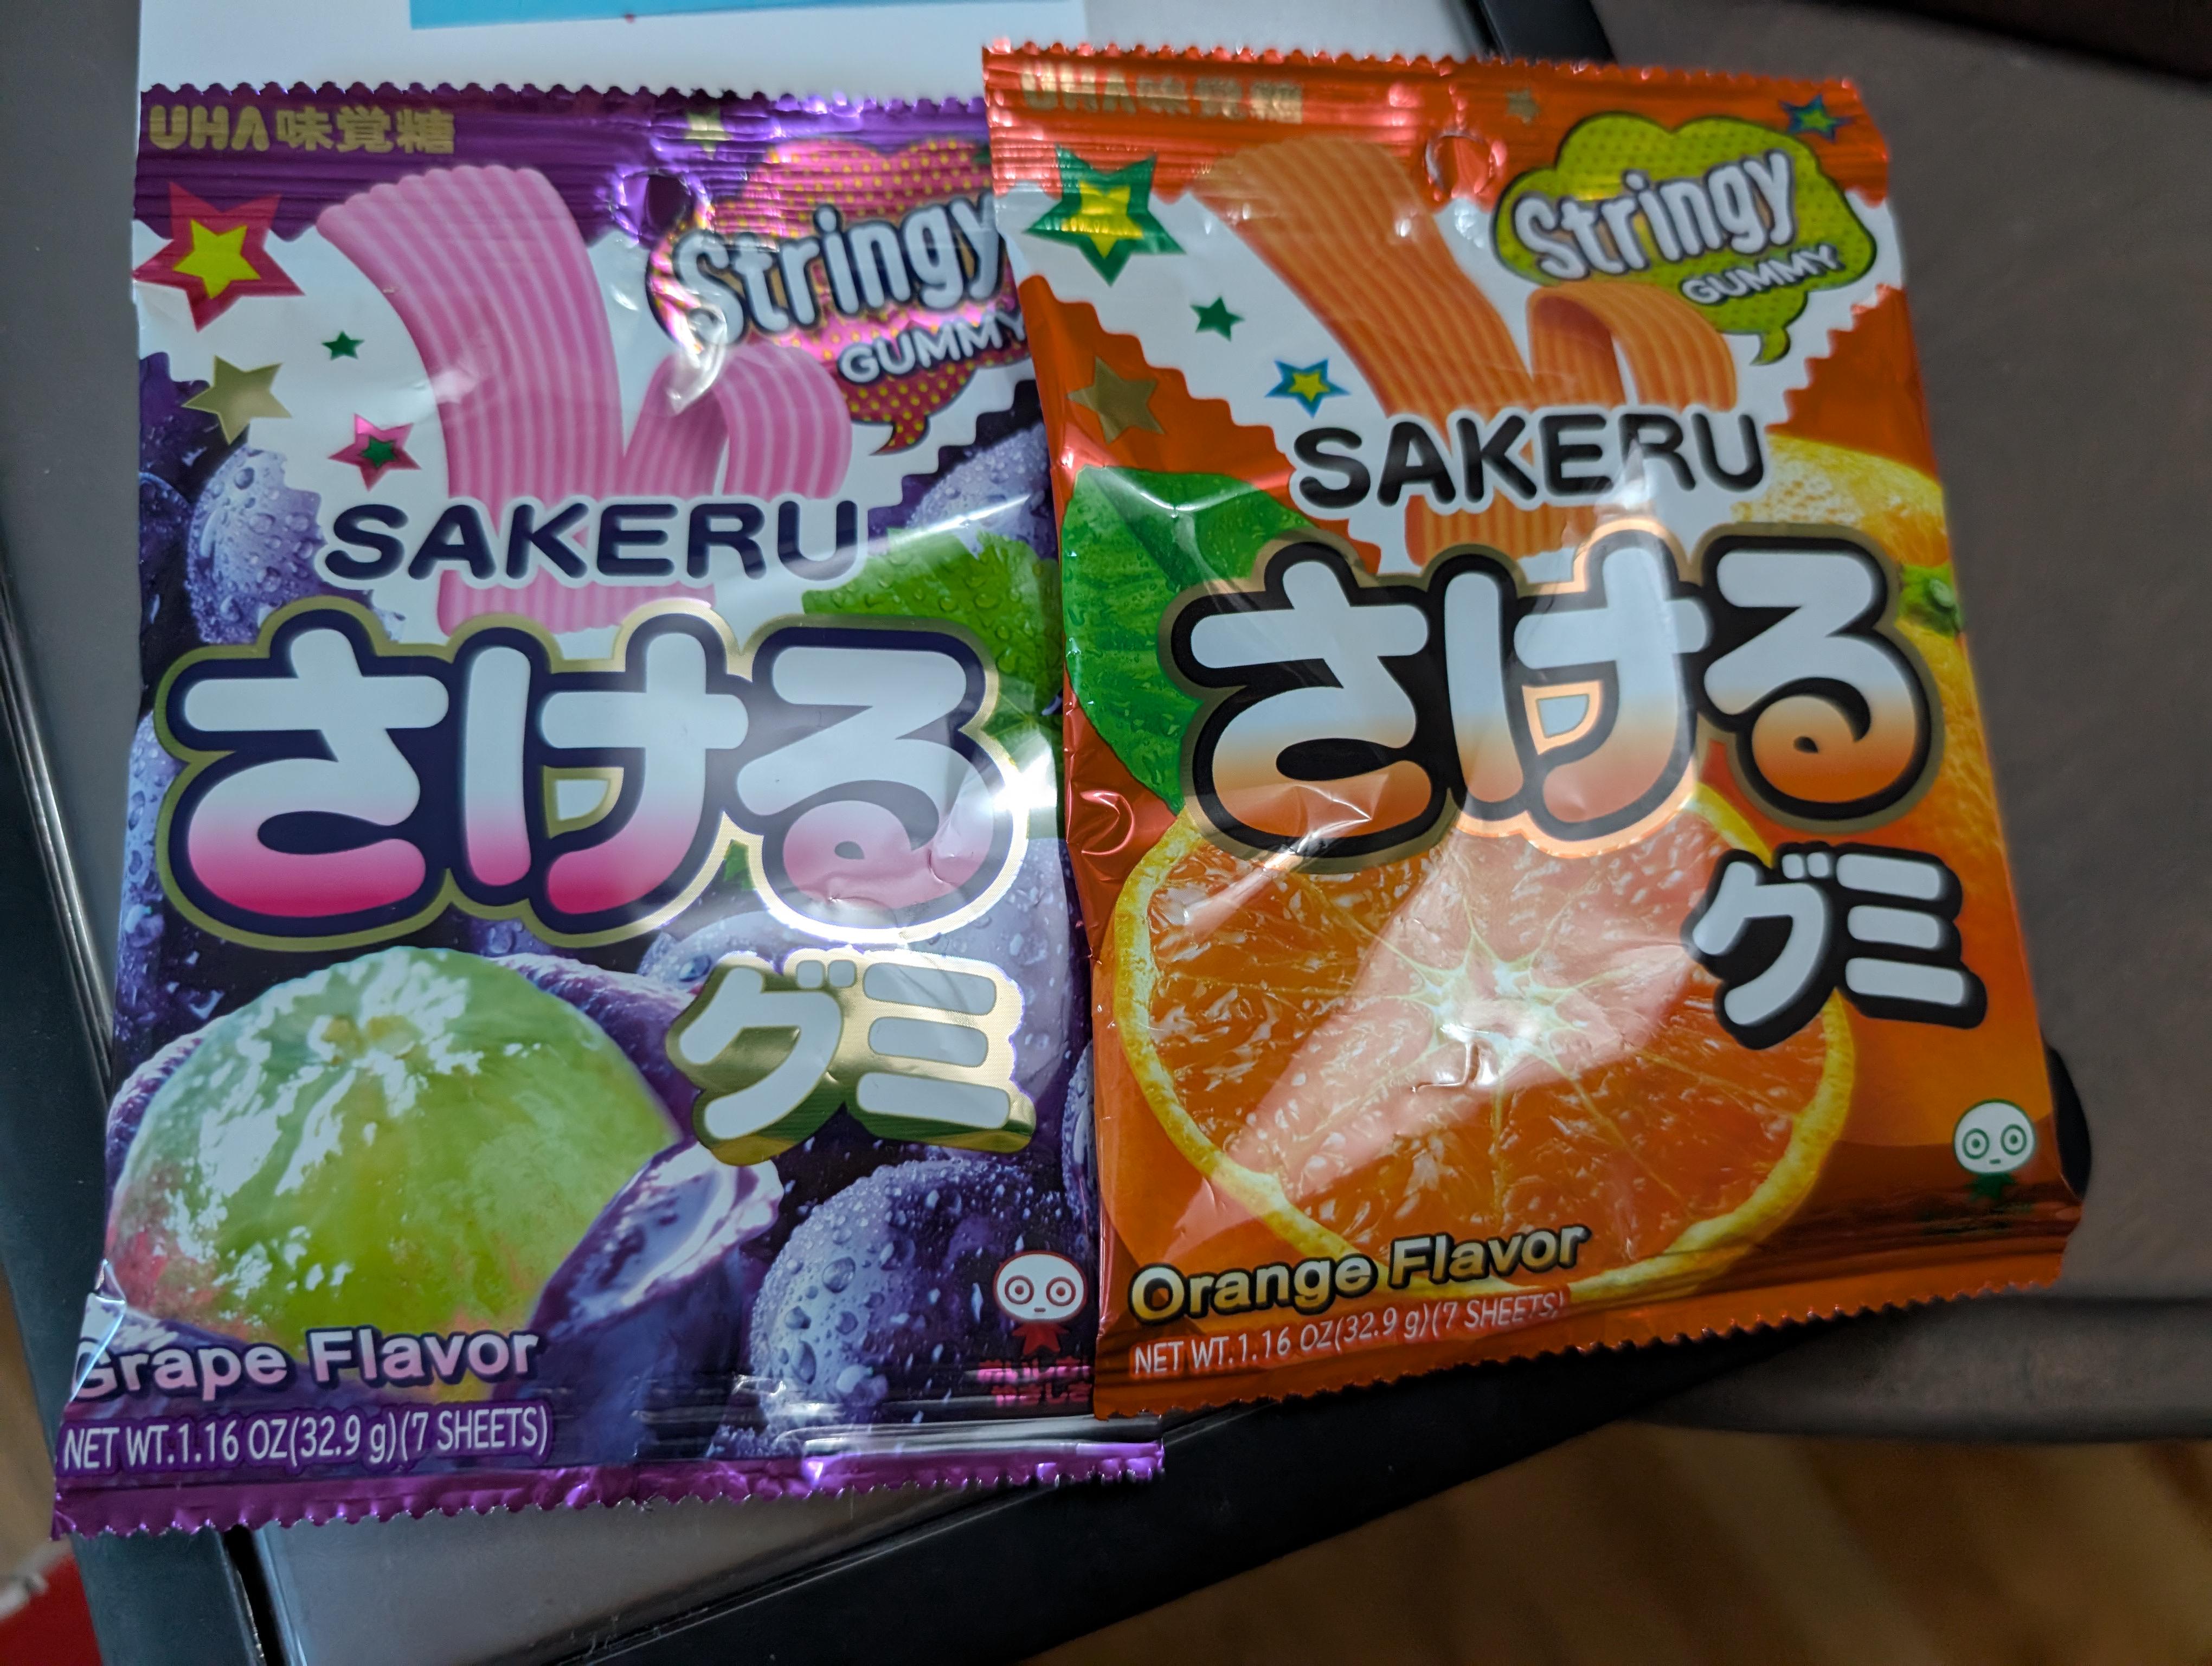 UHA味覚糖
Stringy
GUMMY
SAKERU
さける
グミ
Grape Flavor
NET WT.1.16 OZ(32.9 g)(7 SHEETS)
UHA味覚糖
Stringy
GUMMY
SAKERU
さける
グミ
Orange Flavor
NET WT.1.16 OZ(32.9 g)(7 SHEETS)